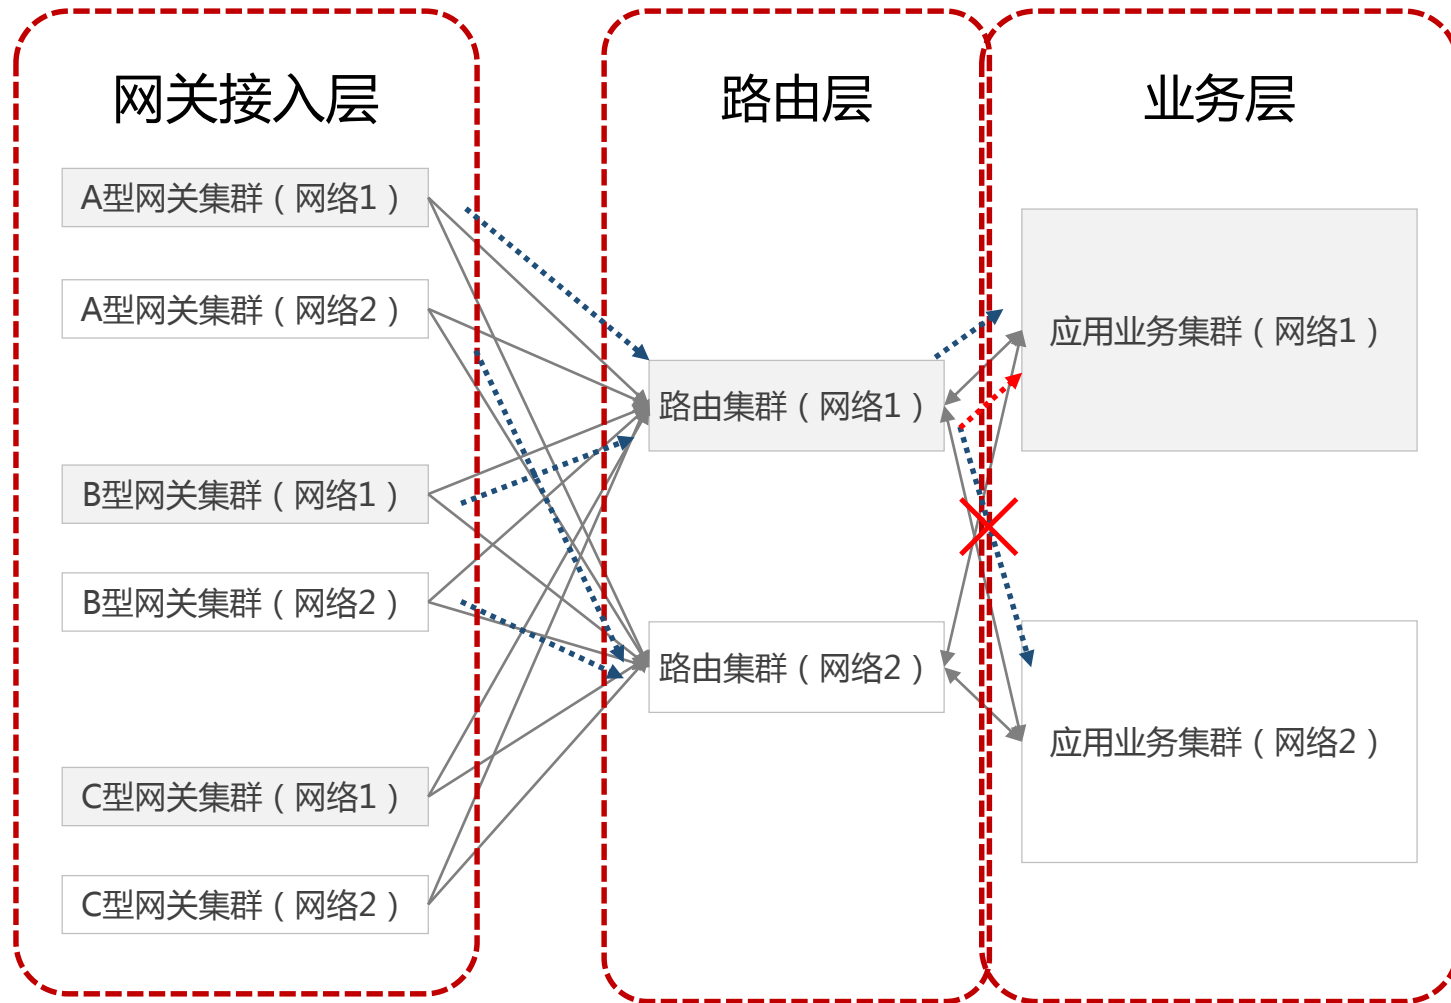 网关接入层
A型网关集群（网络1）
A型网关集群（网络2）
B型网关集群（网络1）
B型网关集群（网络2）
C型网关集群（网络1）
C型网关集群（网络2）
路由层
路由集群（网络1）
路由集群（网络2）
业务层
应用业务集群（网络1）
应用业务集群（网络2）